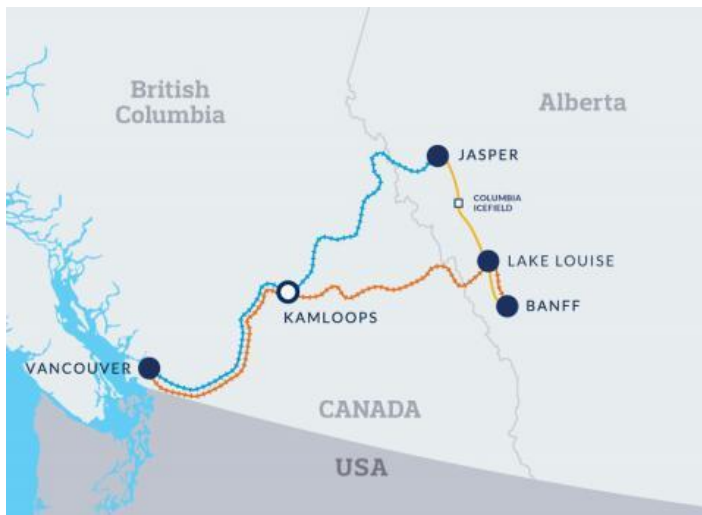 British
Columbia
Alberta
JASPER
COLUMBIA
ICEFIELD
LAKE LOUISE
BANFF
KAMLOOPS
VANCOUVER
CANADA
USA